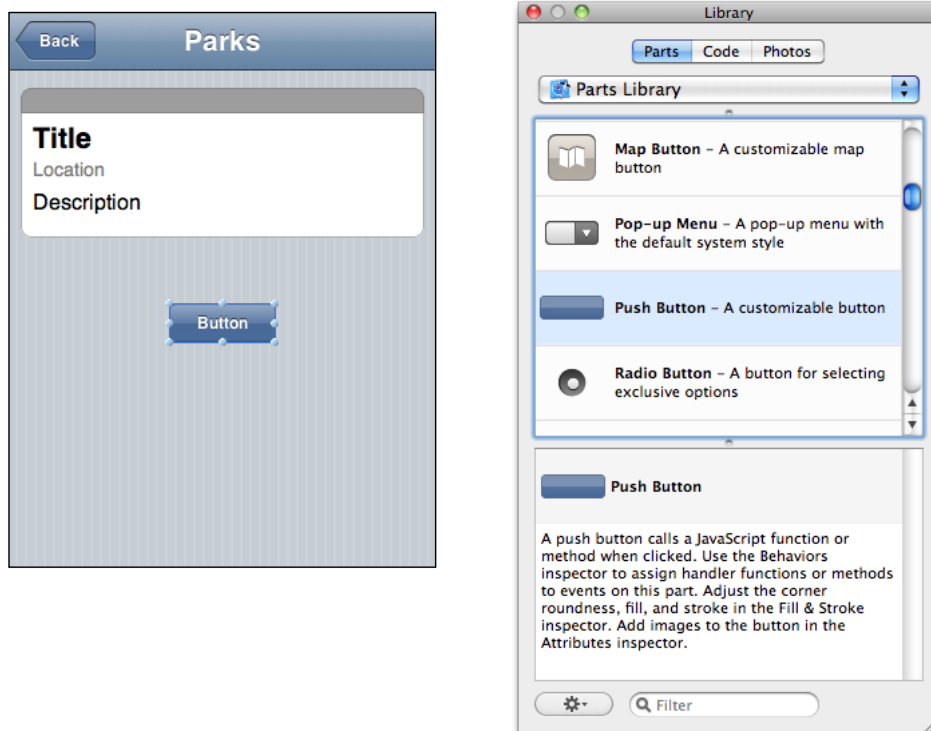 Back
Parks
Title
Location
Description
Button
Library
Parts Code Photos
Parts Library
Map Button – A customizable map
button
Pop-up Menu – A pop-up menu with
the default system style
Push Button – A customizable button
Radio Button – A button for selecting
exclusive options
Push Button
A push button calls a JavaScript function or
method when clicked. Use the Behaviors
inspector to assign handler functions or methods
to events on this part. Adjust the corner
roundness, fill, and stroke in the Fill & Stroke
inspector. Add images to the button in the
Attributes inspector.
Filter